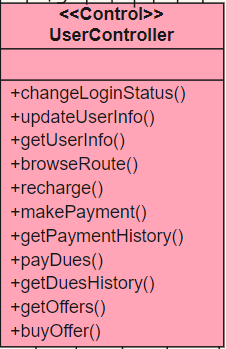 <<Control>>
UserController
+changeLoginStatus()
+updateUserInfo()
+getUserInfo()
+browseRoute()
+recharge()
+makePayment()
+getPaymentHistory()
+payDues()
+getDuesHistory()
+getOffers()
+buyOffer()